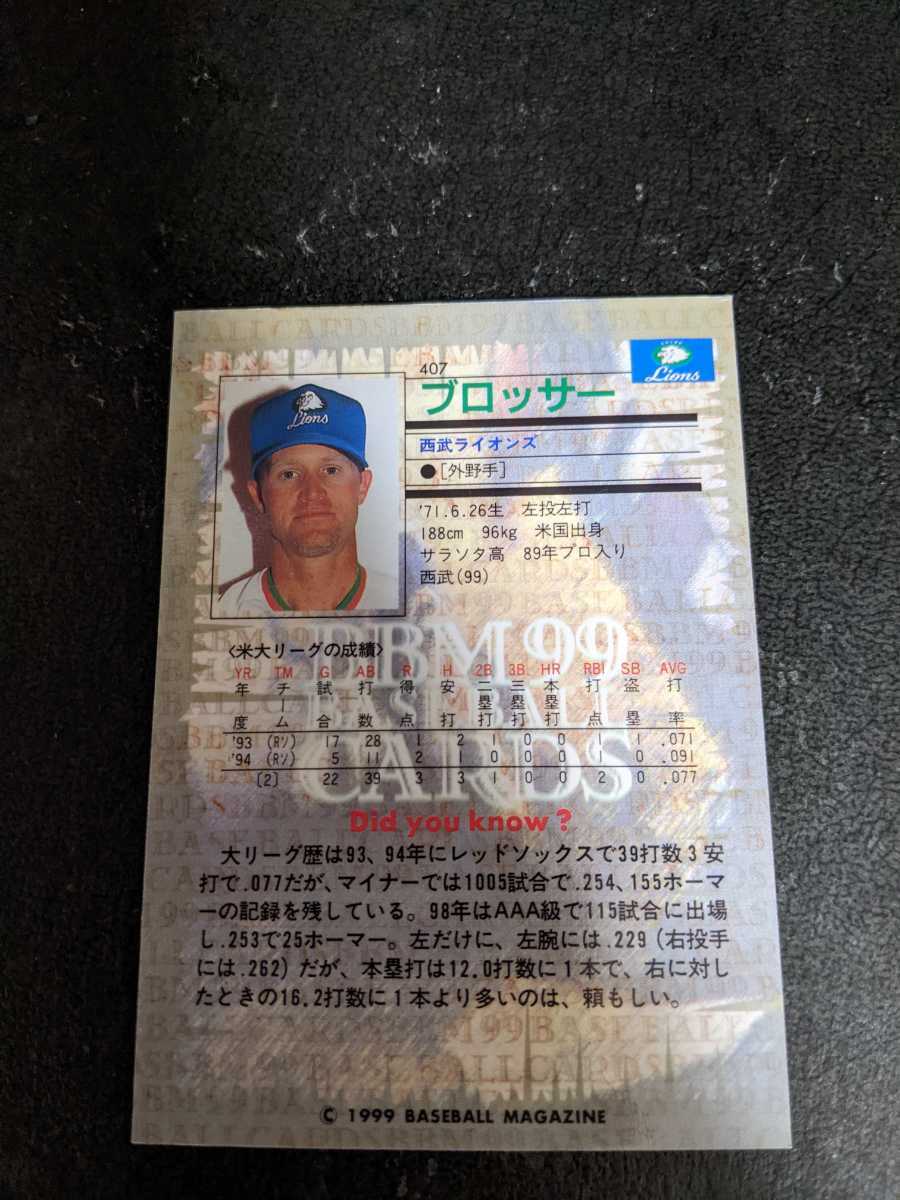 407
ブロッサー
Lions
Lions
西武ライオンズ
●[外野手]
'71.6.26生 左投左打
188cm 96kg 米国出身
サラソタ高 89年プロ入り
西武(99)
〈米大リーグの成績〉
YR TM G AB R H 2B 3B HR RBI SB AVG
年度 チーム 試合 打数 得点 安打 二塁打 三塁打 本塁打 打点 盗塁 打率
'93 (Rソ) 17 28 1 2 1 0 0 1 1 .071
'94 (Rソ) 5 11 2 1 0 0 0 1 0 .091
[2] 22 39 3 3 1 0 0 2 0 .077
BBM 99
BASEBALL
CARDS
Did you know ?
大リーグ歴は93、94年にレッドソックスで39打数3安
打で.077だが、マイナーでは1005試合で.254、155ホーマ
ーの記録を残している。98年はAAA級で115試合に出場
し.253で25ホーマー。左だけに、左腕には.229(右投手
には.262)だが、本塁打は12.0打数に1本で、右に対し
たときの16.2打数に1本より多いのは、頼もしい。
© 1999 BASEBALL MAGAZINE